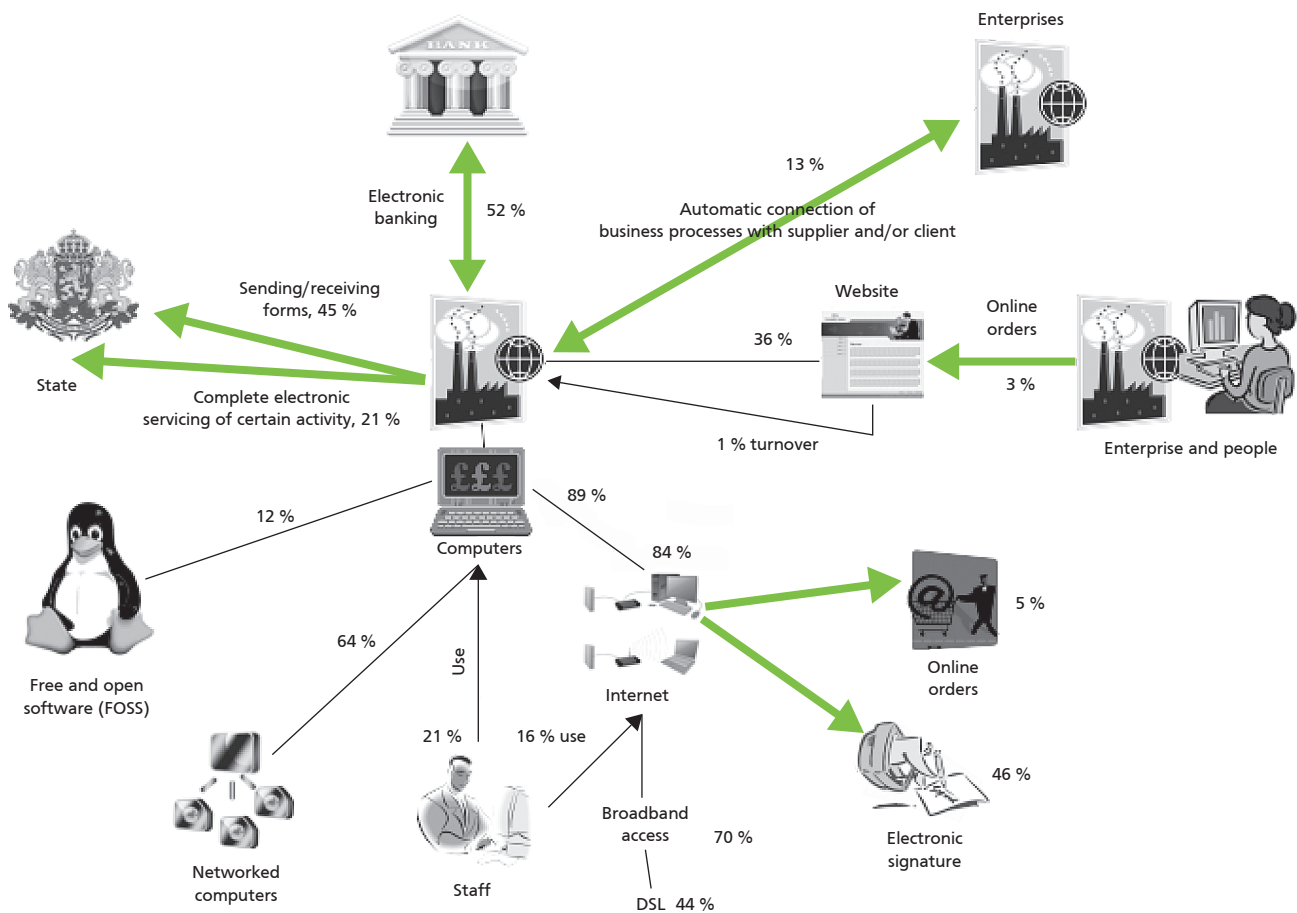 Enterprises
BANK
13 %
Electronic
banking
52 %
Automatic connection of
business processes with supplier and/or client
Sending/receiving
forms, 45 %
Website
Online
orders
36 %
3 %
State
Complete electronic
servicing of certain activity, 21 %
1 % turnover
Enterprise and people
£££
12 %
89 %
Computers
84 %
@
5 %
64 %
Use
Free and open
software (FOSS)
Internet
Online
orders
21 %
16 % use
46 %
Broadband
access
70 %
Electronic
signature
Networked
computers
Staff
DSL 44 %